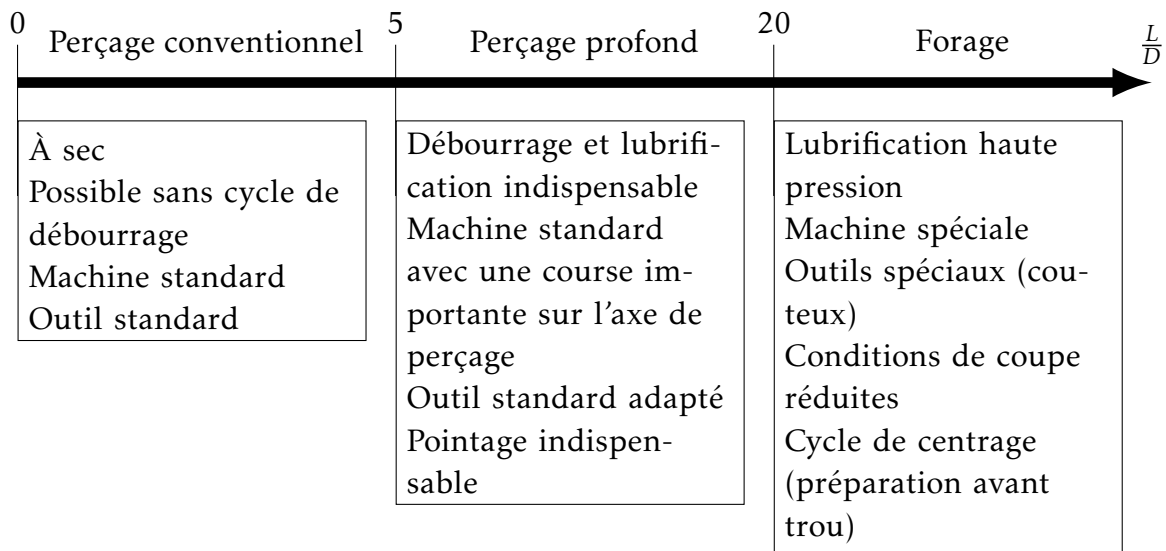 0
5
20
Perçage conventionnel
Perçage profond
Forage
L
D
À sec
Possible sans cycle de
débourrage
Machine standard
Outil standard
Débourrage et lubrifi-
cation indispensable
Machine standard
avec une course im-
portante sur l'axe de
perçage
Outil standard adapté
Pointage indispen-
sable
Lubrification haute
pression
Machine spéciale
Outils spéciaux (cou-
teux)
Conditions de coupe
réduites
Cycle de centrage
(préparation avant
trou)